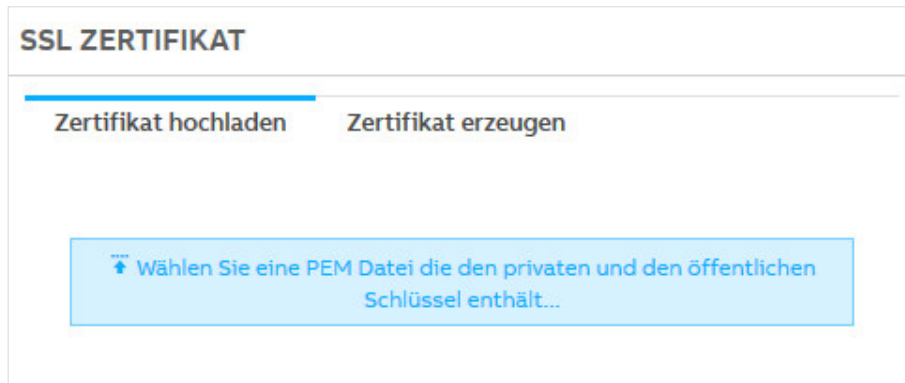 SSL ZERTIFIKAT
Zertifikat hochladen Zertifikat erzeugen
Wählen Sie eine PEM Datei die den privaten und den öffentlichen
Schlüssel enthält...